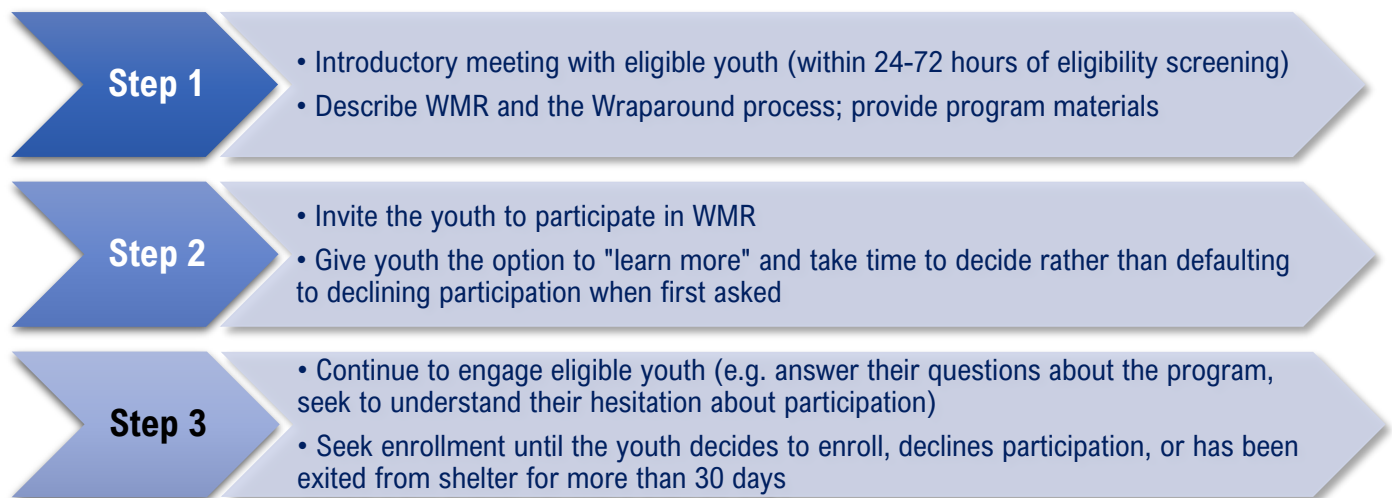 Step 1
• Introductory meeting with eligible youth (within 24-72 hours of eligibility screening)
• Describe WMR and the Wraparound process; provide program materials
Step 2
• Invite the youth to participate in WMR
• Give youth the option to "learn more" and take time to decide rather than defaulting
to declining participation when first asked
Step 3
• Continue to engage eligible youth (e.g. answer their questions about the program,
seek to understand their hesitation about participation)
• Seek enrollment until the youth decides to enroll, declines participation, or has been
exited from shelter for more than 30 days